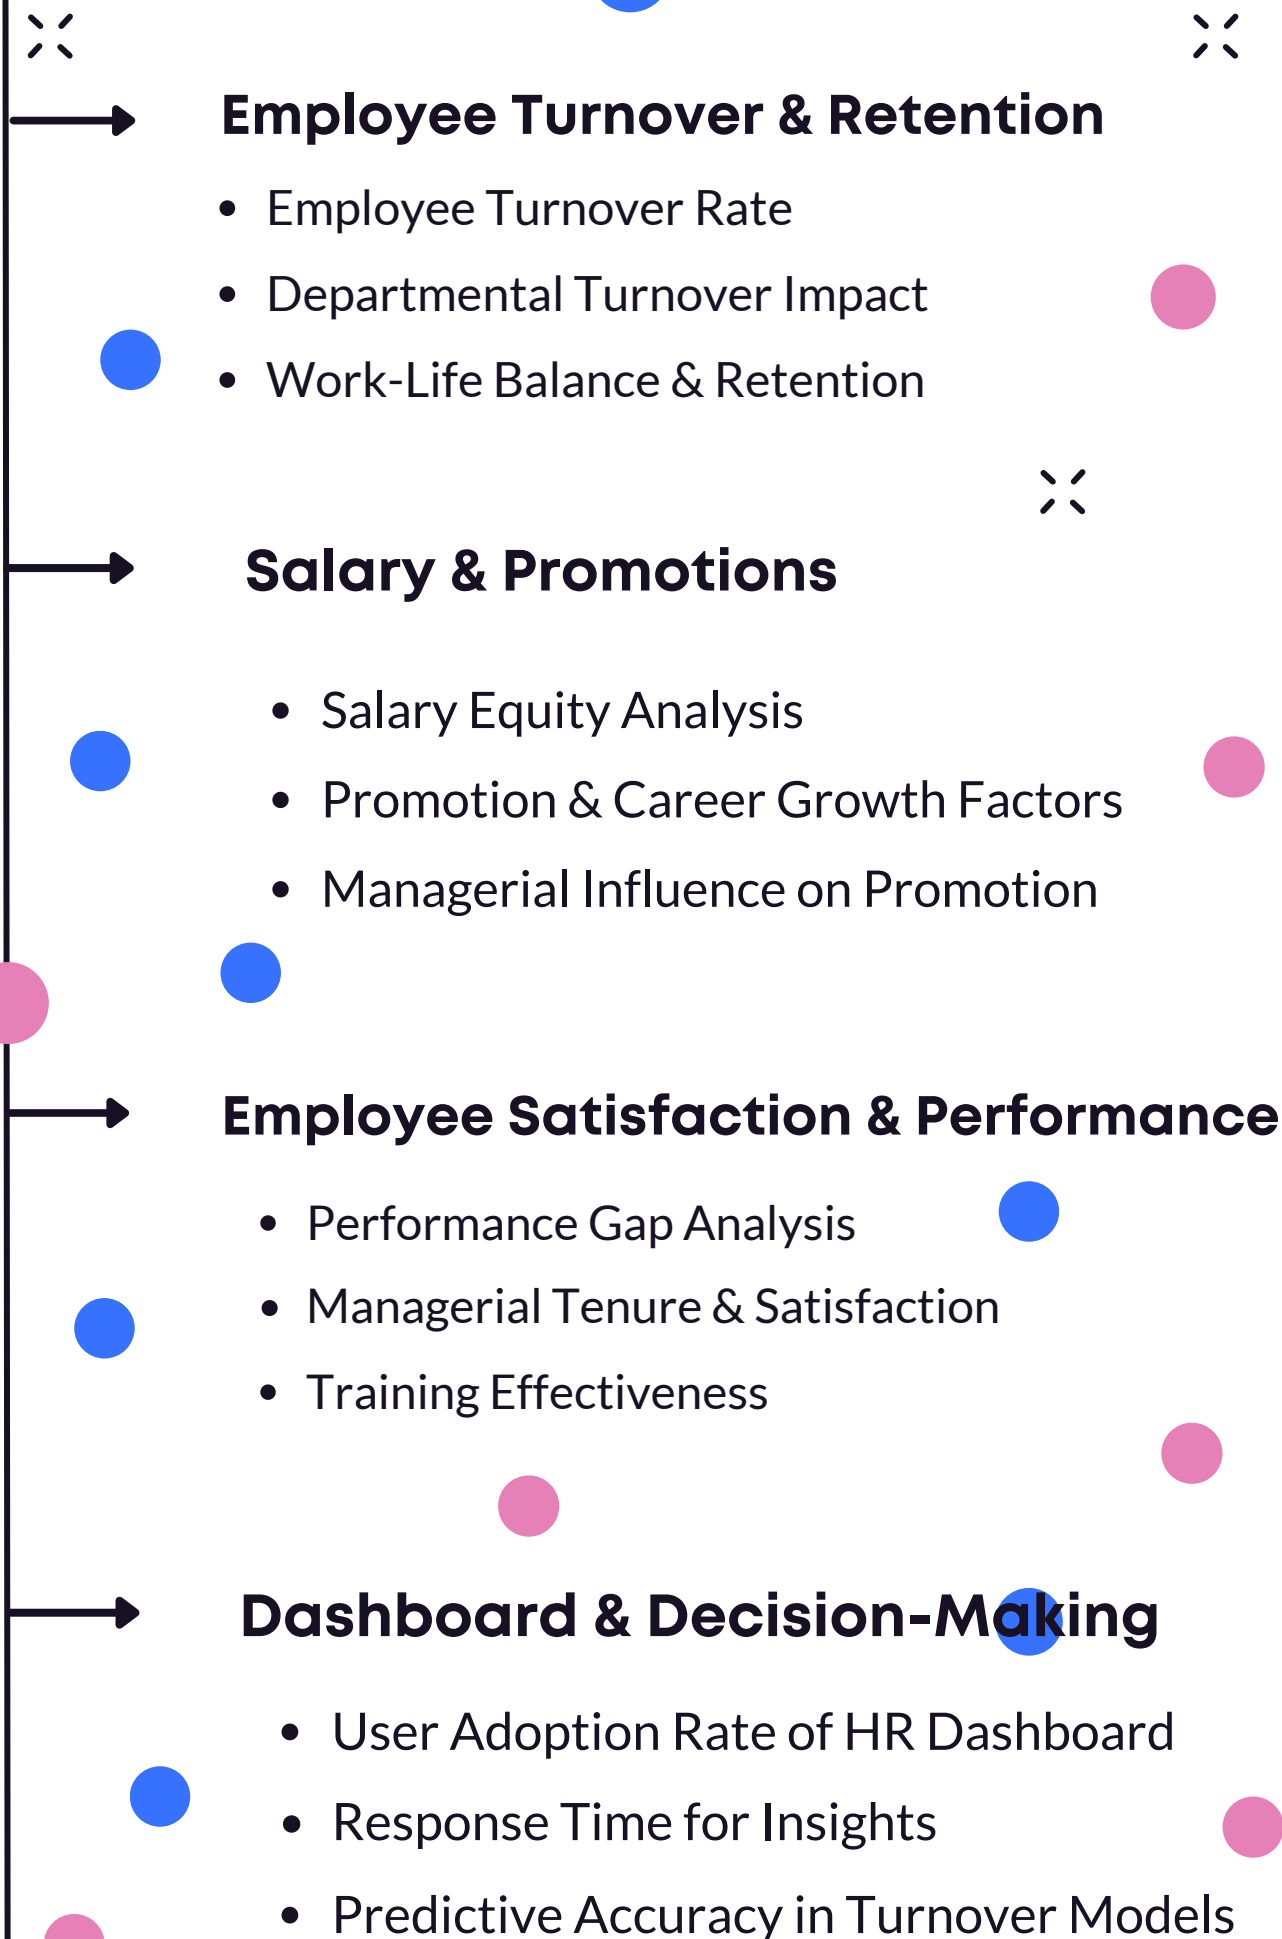 Employee Turnover & Retention
• Employee Turnover Rate
• Departmental Turnover Impact
• Work-Life Balance & Retention
Salary & Promotions
• Salary Equity Analysis
• Promotion & Career Growth Factors
• Managerial Influence on Promotion
Employee Satisfaction & Performance
• Performance Gap Analysis
• Managerial Tenure & Satisfaction
• Training Effectiveness
Dashboard & Decision-Making
• User Adoption Rate of HR Dashboard
• Response Time for Insights
• Predictive Accuracy in Turnover Models